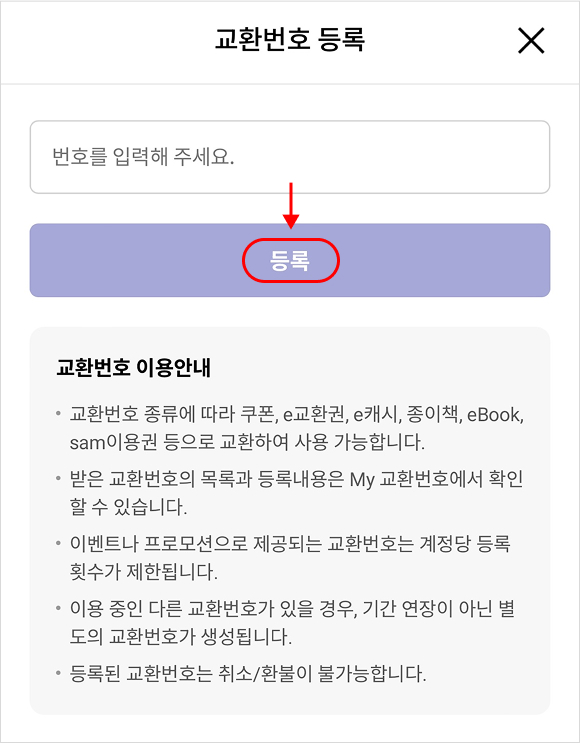 교환번호 등록
번호를 입력해 주세요.
등록
교환번호 이용안내
• 교환번호 종류에 따라 쿠폰, e교환권, e캐시, 종이책, eBook,
sam이용권 등으로 교환하여 사용 가능합니다.
• 받은 교환번호의 목록과 등록내용은 My 교환번호에서 확인
할 수 있습니다.
• 이벤트나 프로모션으로 제공되는 교환번호는 계정당 등록
횟수가 제한됩니다.
• 이용 중인 다른 교환번호가 있을 경우, 기간 연장이 아닌 별
도의 교환번호가 생성됩니다.
• 등록된 교환번호는 취소/환불이 불가능합니다.